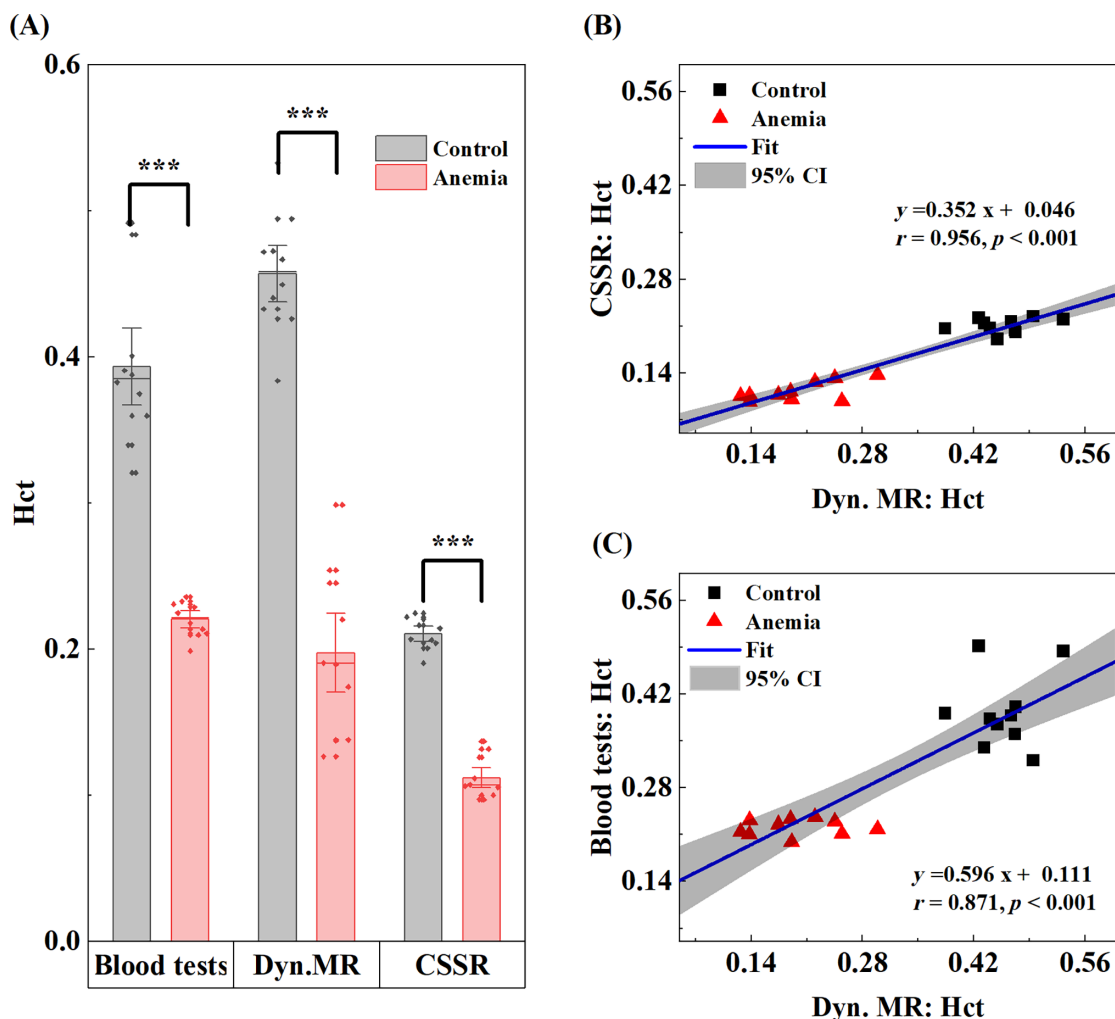 (A)
0.6
0.4
0.2
0.0
Hct
***
***
***
Control
Anemia
Blood tests
Dyn.MR
CSSR
(B)
0.56
0.42
0.28
0.14
CSSR: Hct
Control
Anemia
Fit
95% CI
y =0.352 x + 0.046
r = 0.956, p < 0.001
0.14 0.28 0.42 0.56
Dyn. MR: Hct
(C)
0.56
0.42
0.28
0.14
Blood tests: Hct
Control
Anemia
Fit
95% CI
y =0.596 x + 0.111
r = 0.871, p < 0.001
0.14 0.28 0.42 0.56
Dyn. MR: Hct